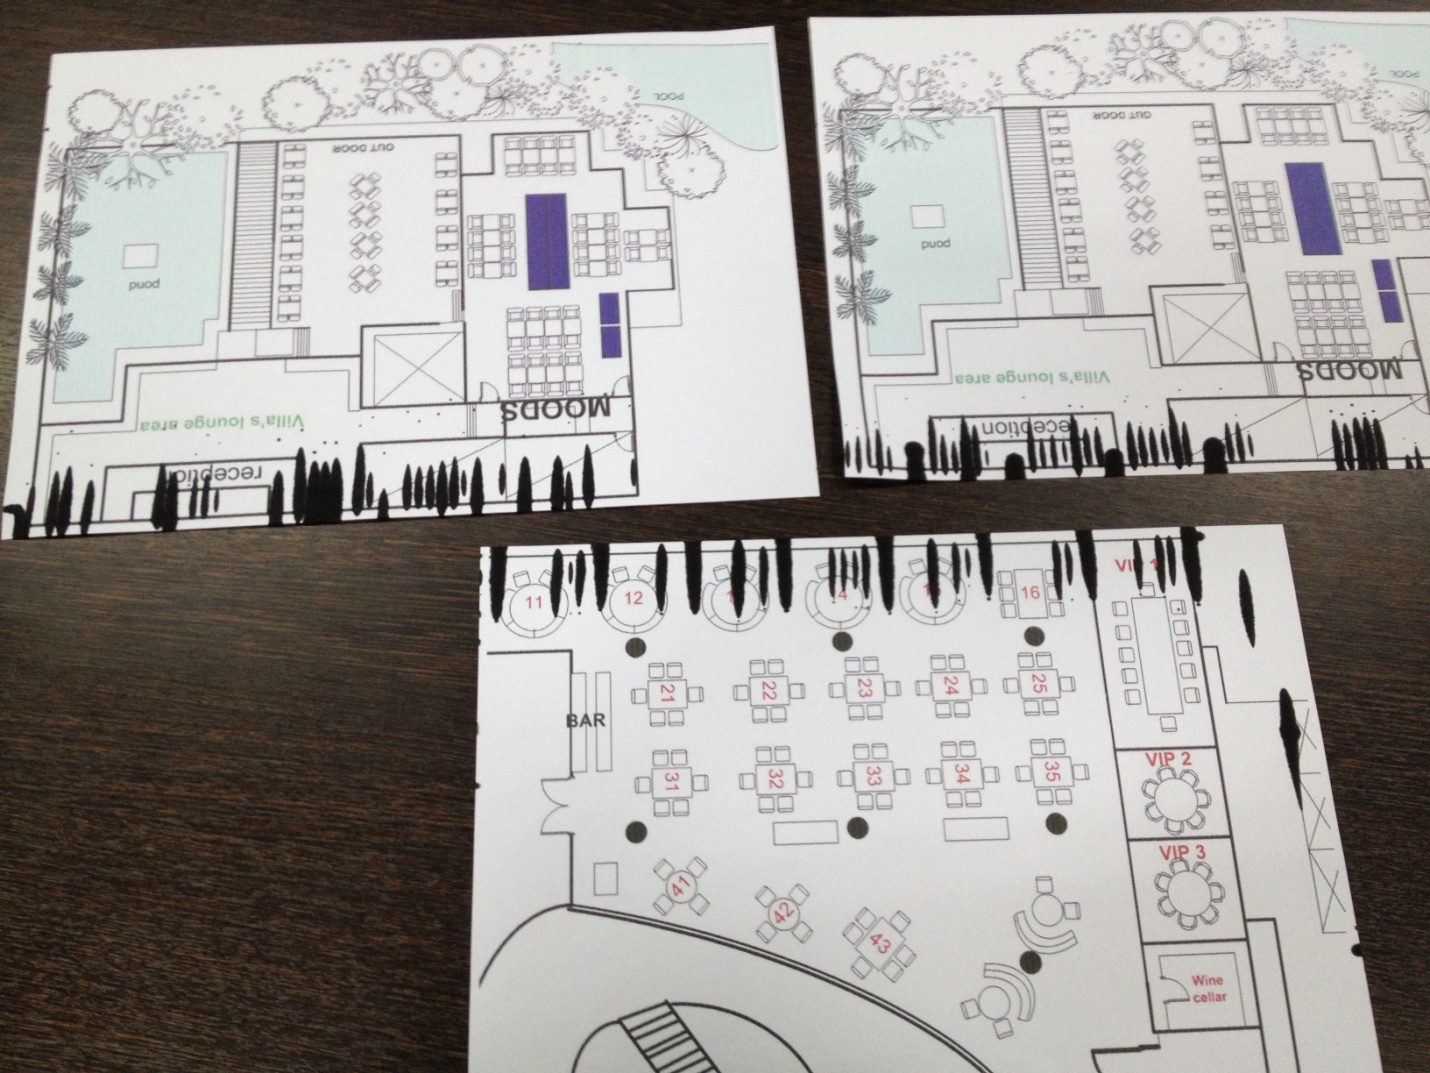 POOL
OUT DOOR
pond
Villa's lounge area
MOODS
reception
POOL
OUT DOOR
pond
Villa's lounge area
MOODS
reception
11
12
16
21
22
23
24
25
BAR
31
32
33
34
35
41
42
43
VIP 1
VIP 2
VIP 3
Wine
cellar